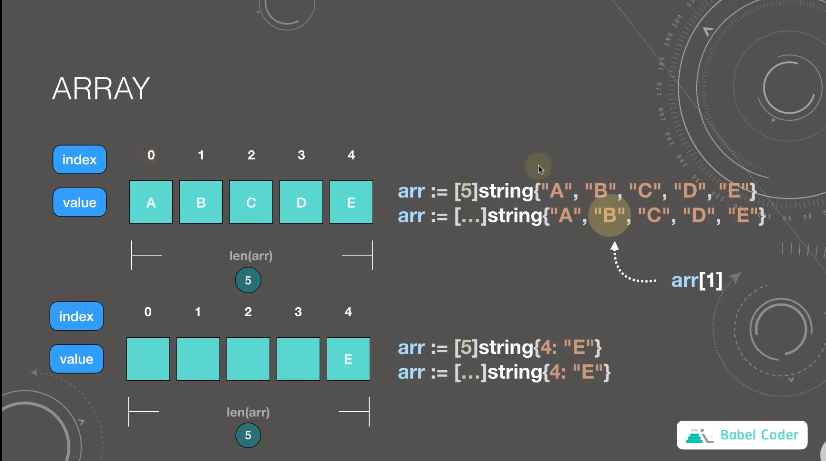 ARRAY
index 0 1 2 3 4
value A B C D E
arr := [5]string{"A", "B", "C", "D", "E"}
arr := [...]string{"A", "B", "C", "D", "E"}
len(arr)
5
arr[1]
index 0 1 2 3 4
value E
arr := [5]string{4: "E"}
arr := [...]string{4: "E"}
len(arr)
5
Babel Coder